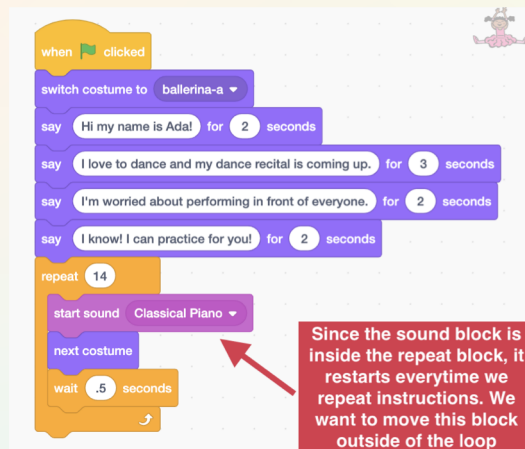 when clicked
switch costume to ballerina-a
say Hi my name is Ada! for 2 seconds
say I love to dance and my dance recital is coming up. for 3 seconds
say I'm worried about performing in front of everyone. for 2 seconds
say I know! I can practice for you! for 2 seconds
repeat 14
start sound Classical Piano
next costume
wait .5 seconds
Since the sound block is
inside the repeat block, it
restarts everytime we
repeat instructions. We
want to move this block
outside of the loop